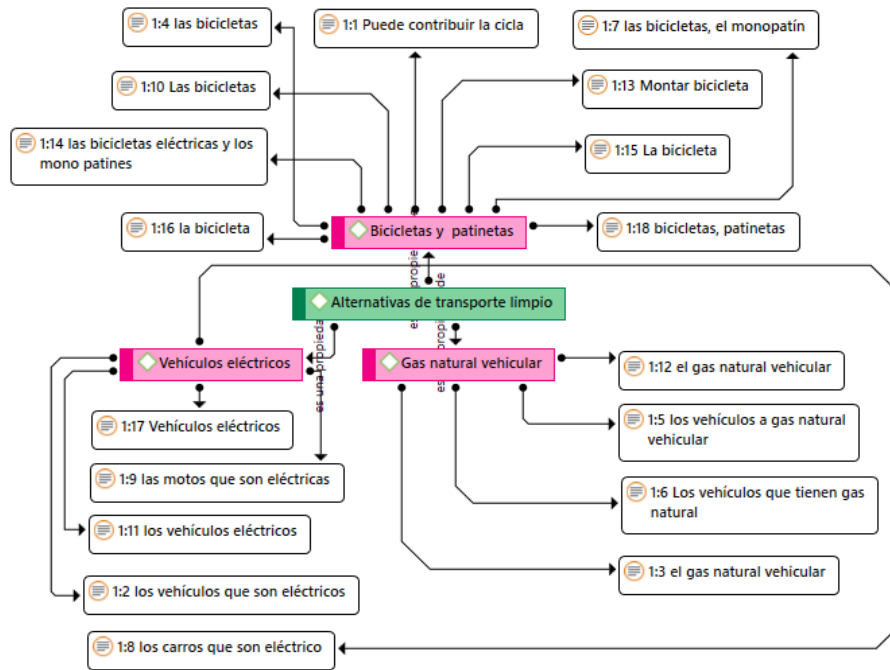 1:4 las bicicletas
1:1 Puede contribuir la cicla
1:7 las bicicletas, el monopatín
1:10 Las bicicletas
1:13 Montar bicicleta
1:14 las bicicletas eléctricas y los
mono patines
1:15 La bicicleta
1:16 la bicicleta
Bicicletas y patinetas
1:18 bicicletas, patinetas
Alternativas de transporte limpio
es una propieda
Vehículos eléctricos
Gas natural vehicular
1:12 el gas natural vehicular
1:17 Vehículos eléctricos
1:5 los vehículos a gas natural
vehicular
1:9 las motos que son eléctricas
1:6 Los vehículos que tienen gas
natural
1:11 los vehículos eléctricos
1:3 el gas natural vehicular
1:2 los vehículos que son eléctricos
1:8 los carros que son eléctrico